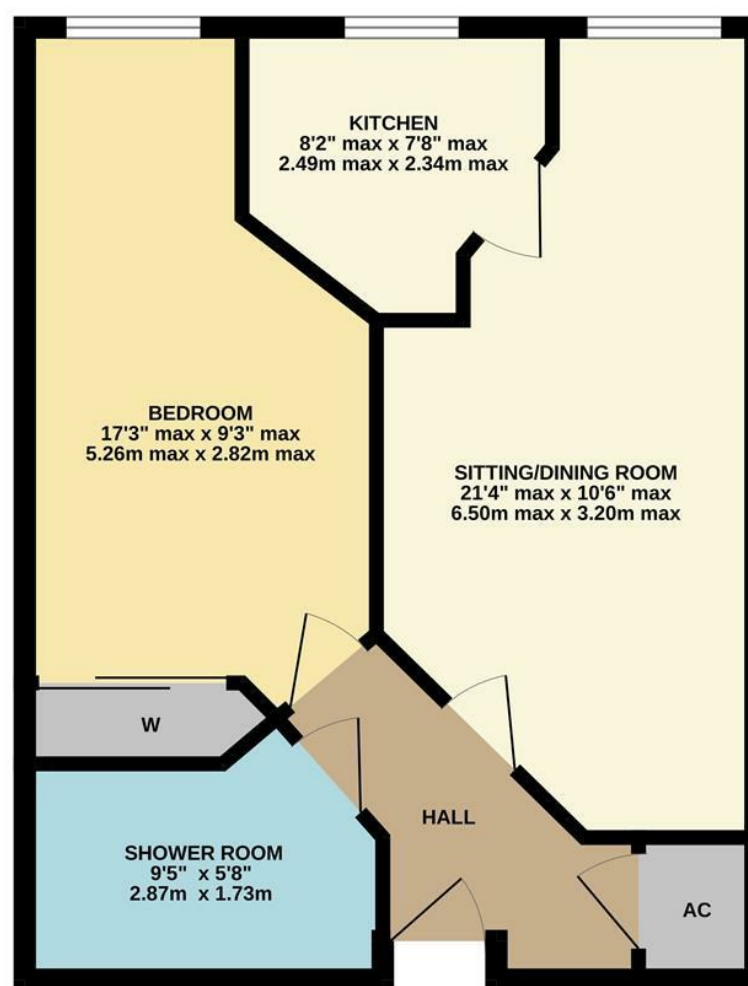 KITCHEN
8'2" max x 7'8" max
2.49m max x 2.34m max
BEDROOM
17'3" max x 9'3" max
5.26m max x 2.82m max
SITTING/DINING ROOM
21'4" max x 10'6" max
6.50m max x 3.20m max
W
HALL
SHOWER ROOM
9'5" x 5'8"
2.87m x 1.73m
AC